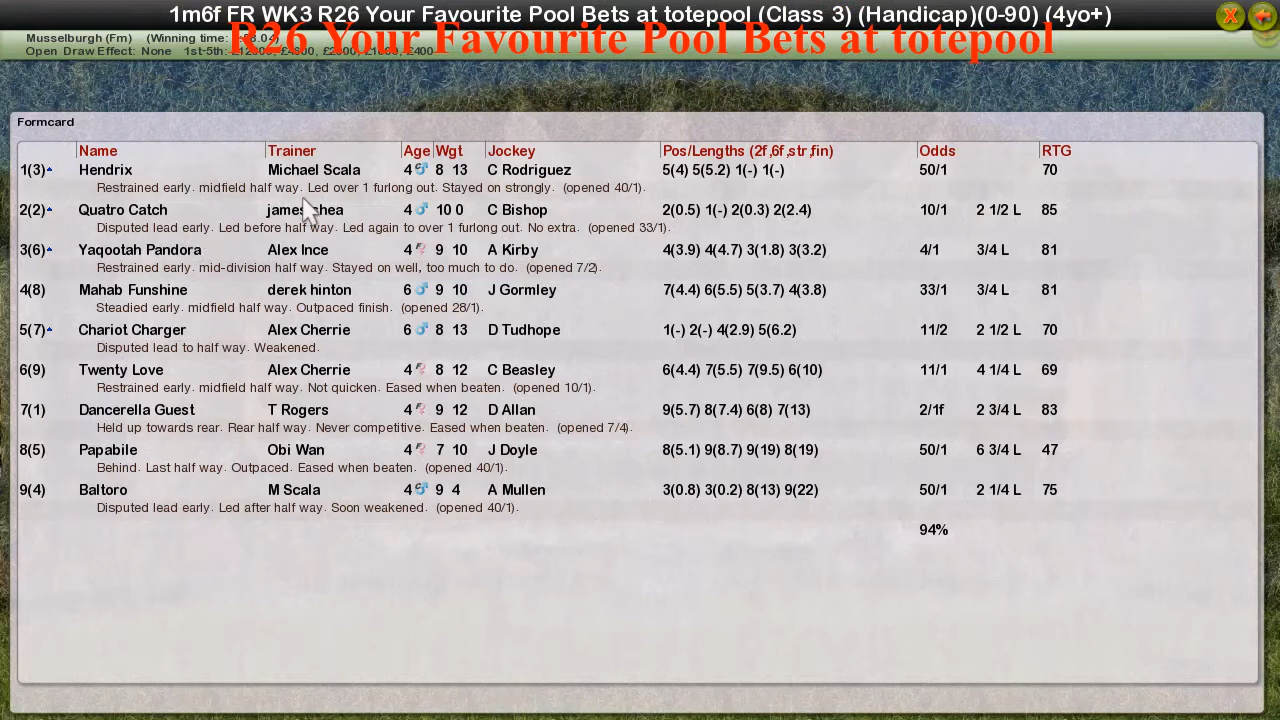 1m6f FR WK3 R26 Your Favourite Pool Bets at totepool (Class 3) (Handicap)(0-90) (4yo+)
R26 Your Favourite Pool Bets at totepool
Musselburgh (Fm) (Winning time:
Open Draw Effect: None 1st-5th:
Formcard
Name Trainer Age Wgt Jockey Pos/Lengths (2f,6f,str,fin) Odds RTG
1(3) Hendrix Michael Scala 4 8 13 C Rodriguez 5(4) 5(5.2) 1(-) 1(-) 50/1 70
Restrained early. midfield half way. Led over 1 furlong out. Stayed on strongly. (opened 40/1).
2(2) Quatro Catch 4 10 0 C Bishop 2(0.5) 1(-) 2(0.3) 2(2.4) 10/1 2 1/2 L 85
Disputed lead early. Led before half way. Led again to over 1 furlong out. No extra. (opened 33/1).
3(6) Yaqootah Pandora Alex Ince 4 9 10 A Kirby 4(3.9) 4(4.7) 3(1.8) 3(3.2) 4/1 3/4 L 81
Restrained early. mid-division half way. Stayed on well, too much to do. (opened 7/2).
4(8) Mahab Funshine derek hinton 6 9 10 J Gormley 7(4.4) 6(5.5) 5(3.7) 4(3.8) 33/1 3/4 L 81
Steadied early. midfield half way. Outpaced finish. (opened 28/1).
5(7) Chariot Charger Alex Cherrie 6 8 13 D Tudhope 1(-) 2(-) 4(2.9) 5(6.2) 11/2 2 1/2 L 70
Disputed lead to half way. Weakened.
6(9) Twenty Love Alex Cherrie 4 8 12 C Beasley 6(4.4) 7(5.5) 7(9.5) 6(10) 11/1 4 1/4 L 69
Restrained early. midfield half way. Not quicken. Eased when beaten. (opened 10/1).
7(1) Dancerella Guest T Rogers 4 9 12 D Allan 9(5.7) 8(7.4) 6(8) 7(13) 2/1f 2 3/4 L 83
Held up towards rear. Rear half way. Never competitive. Eased when beaten. (opened 7/4).
8(5) Papabile Obi Wan 4 7 10 J Doyle 8(5.1) 9(8.7) 9(19) 8(19) 50/1 6 3/4 L 47
Behind. Last half way. Outpaced. Eased when beaten. (opened 40/1).
9(4) Baltoro M Scala 4 9 4 A Mullen 3(0.8) 3(0.2) 8(13) 9(22) 50/1 2 1/4 L 75
Disputed lead early. Led after half way. Soon weakened. (opened 40/1).
94%